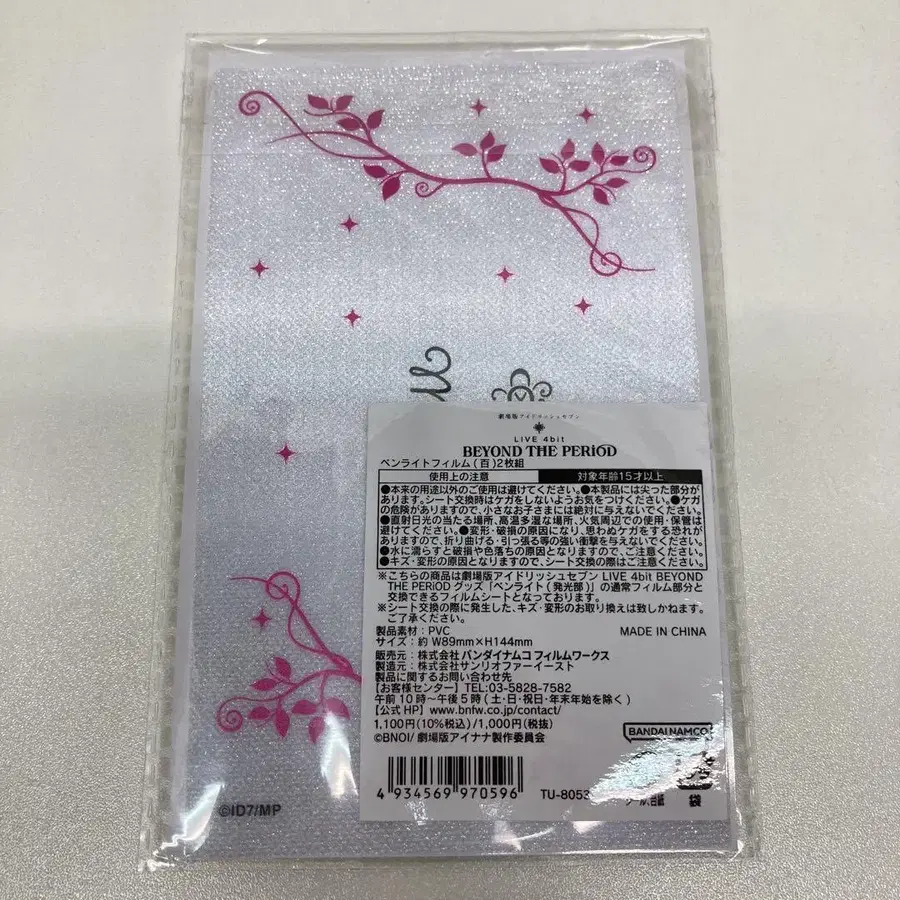 劇場版アイドリッシュセブン
LIVE 4bit
BEYOND THE PERiOD
ペンライトフィルム(百)2枚組
使用上の注意
対象年齢15才以上
●本来の用途以外のご使用は避けてください。●本製品には尖った部分が
あります。シート交換時はケガをしないようお気をつけください。●ケガ
の危険がありますので、小さなお子さまには絶対に与えないでください。
●直射日光の当たる場所、高温多湿な場所、火気周辺での使用・保管は
避けてください。●変形・破損の原因になり、思わぬケガをする恐れが
ありますので、折り曲げる・引っ張る等の強い衝撃を与えないでください。
●水に濡らすと破損や色落ちの原因となりますので、ご注意ください。
●キズ・変形の原因となりますので、シート交換の際はご注意ください。
※こちらの商品は劇場版アイドリッシュセブン LIVE 4bit BEYOND
THE PERiOD グッズ「ペンライト(発光部)」の通常フィルム部分と
交換できるフィルムシートとなっております。
※シート交換の際に発生した、キズ・変形のお取り換えは致しかねます。
ご了承ください。
製品素材:PVC
MADE IN CHINA
サイズ:約 W89mm×H144mm
販売元:株式会社 バンダイナムコ フィルムワークス
製造元:株式会社サンリオファーイースト
製品に関するお問い合わせ先
【お客様センター】TEL:03-5828-7582
午前10時~午後5時(土・日・祝日・年末年始を除く)
【公式HP】www.bnfw.co.jp/contact/
1,100円(10%税込)/1,000円(税抜)
©BNOI/劇場版アイナナ製作委員会
BANDAI NAMCO
4 934569 970596
TU-8053
シール、台紙
袋
©ID7/MP